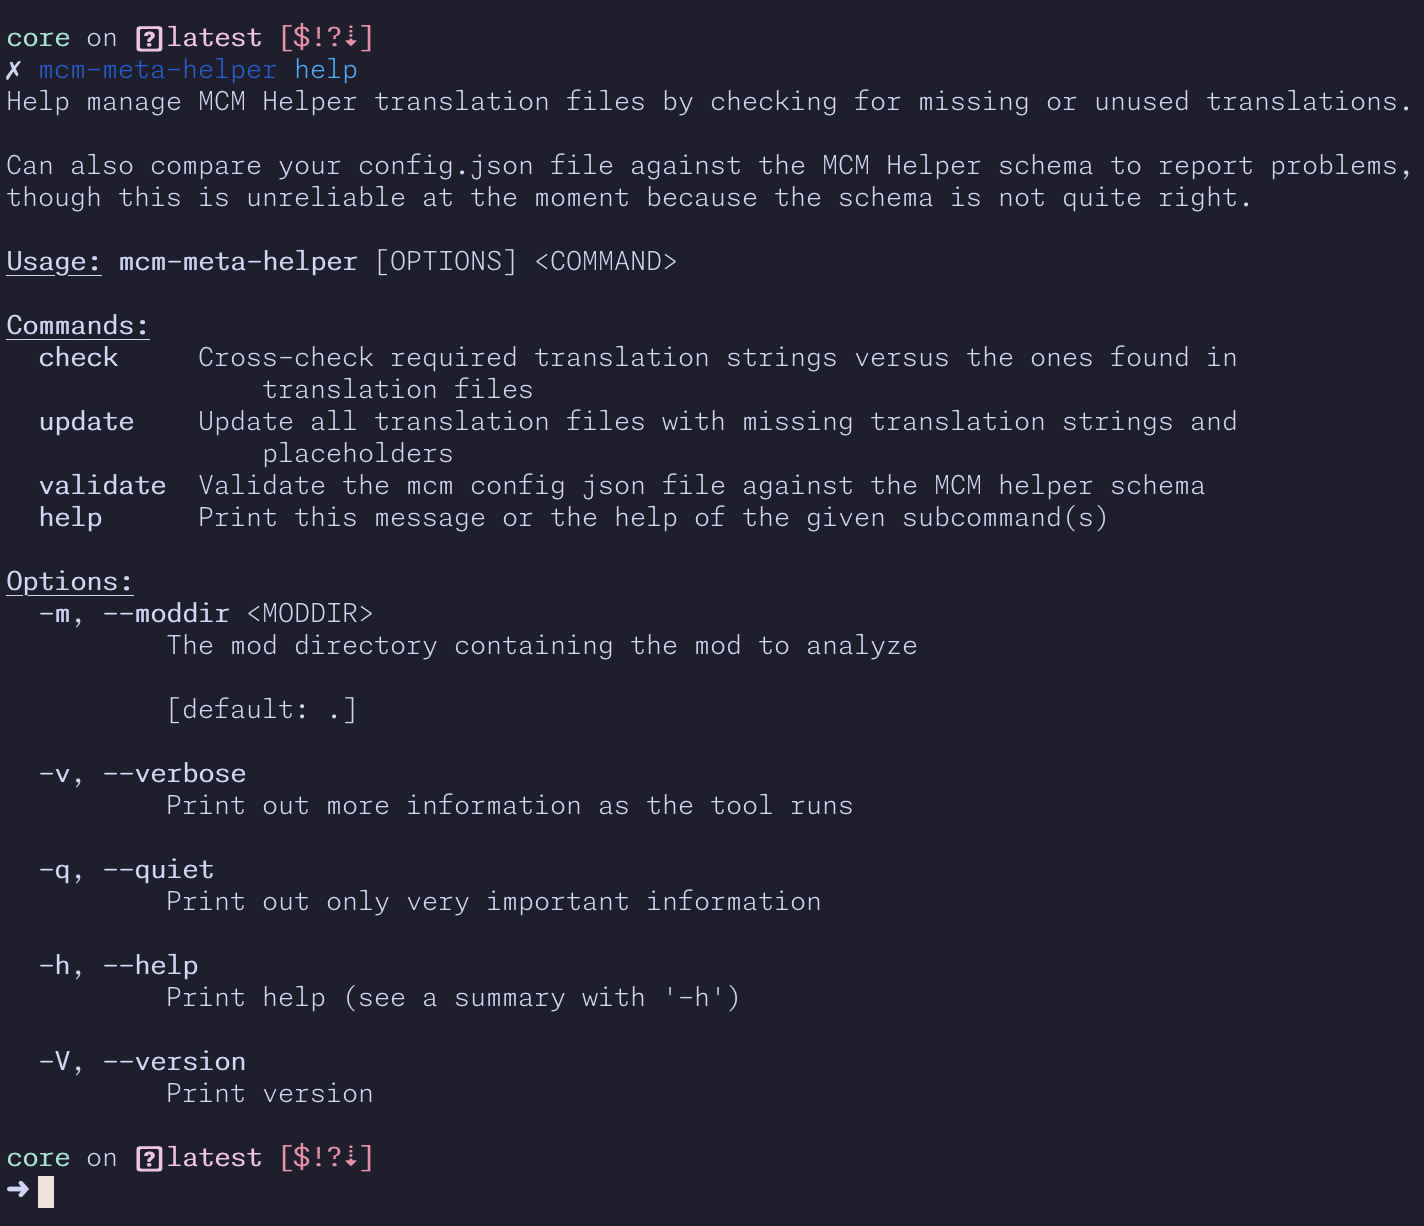 core on [?]latest [$!?⇣]
✗ mcm-meta-helper help
Help manage MCM Helper translation files by checking for missing or unused translations.
Can also compare your config.json file against the MCM Helper schema to report problems,
though this is unreliable at the moment because the schema is not quite right.
Usage: mcm-meta-helper [OPTIONS] <COMMAND>
Commands:
check     Cross-check required translation strings versus the ones found in
translation files
update    Update all translation files with missing translation strings and
placeholders
validate  Validate the mcm config json file against the MCM helper schema
help      Print this message or the help of the given subcommand(s)
Options:
-m, --moddir <MODDIR>
The mod directory containing the mod to analyze
[default: .]
-v, --verbose
Print out more information as the tool runs
-q, --quiet
Print out only very important information
-h, --help
Print help (see a summary with '-h')
-V, --version
Print version
core on [?]latest [$!?⇣]
➜